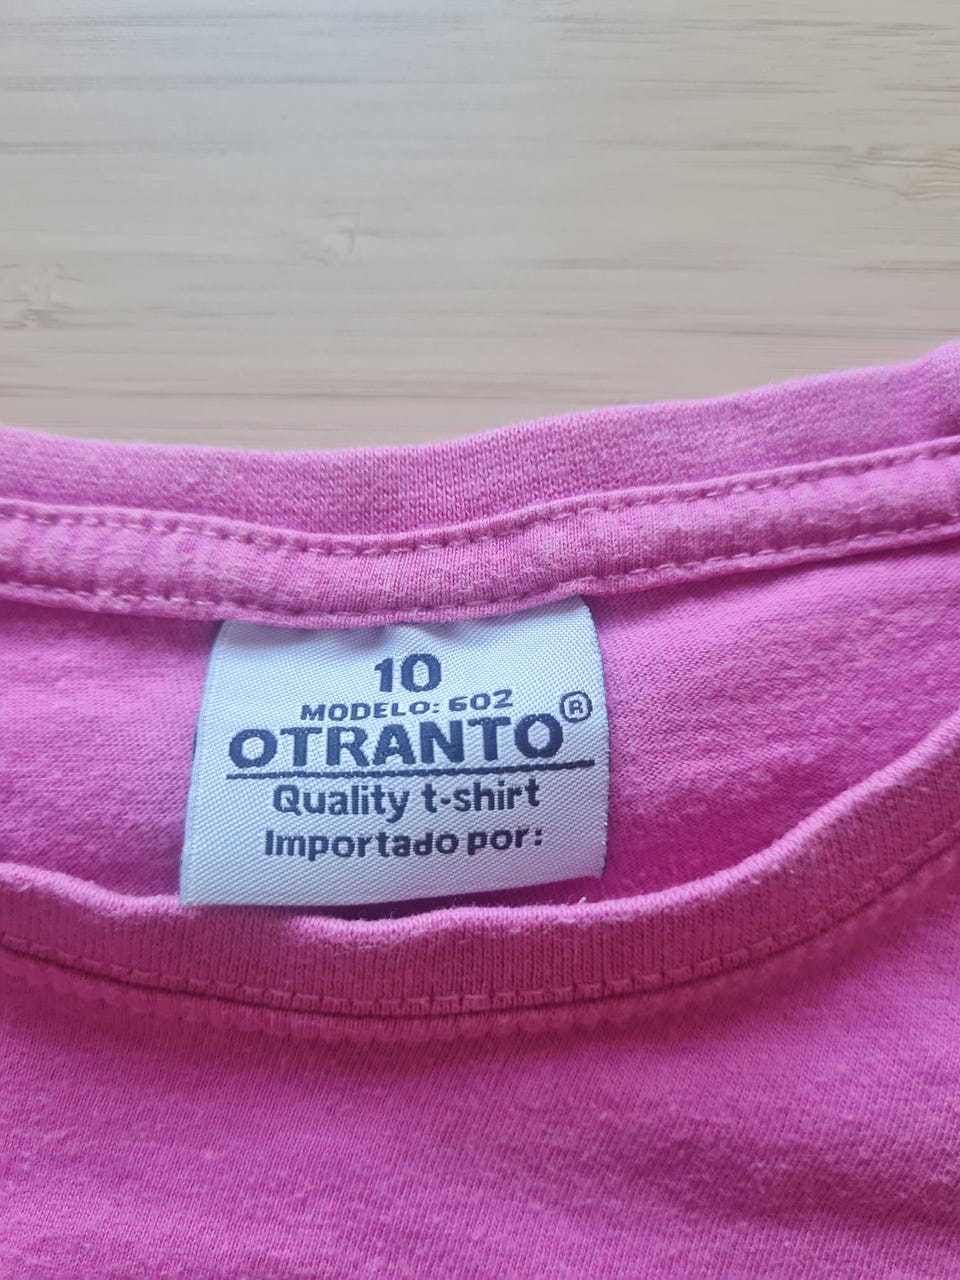 10
MODELO: 602
OTRANTO®
Quality t-shirt
Importado por: